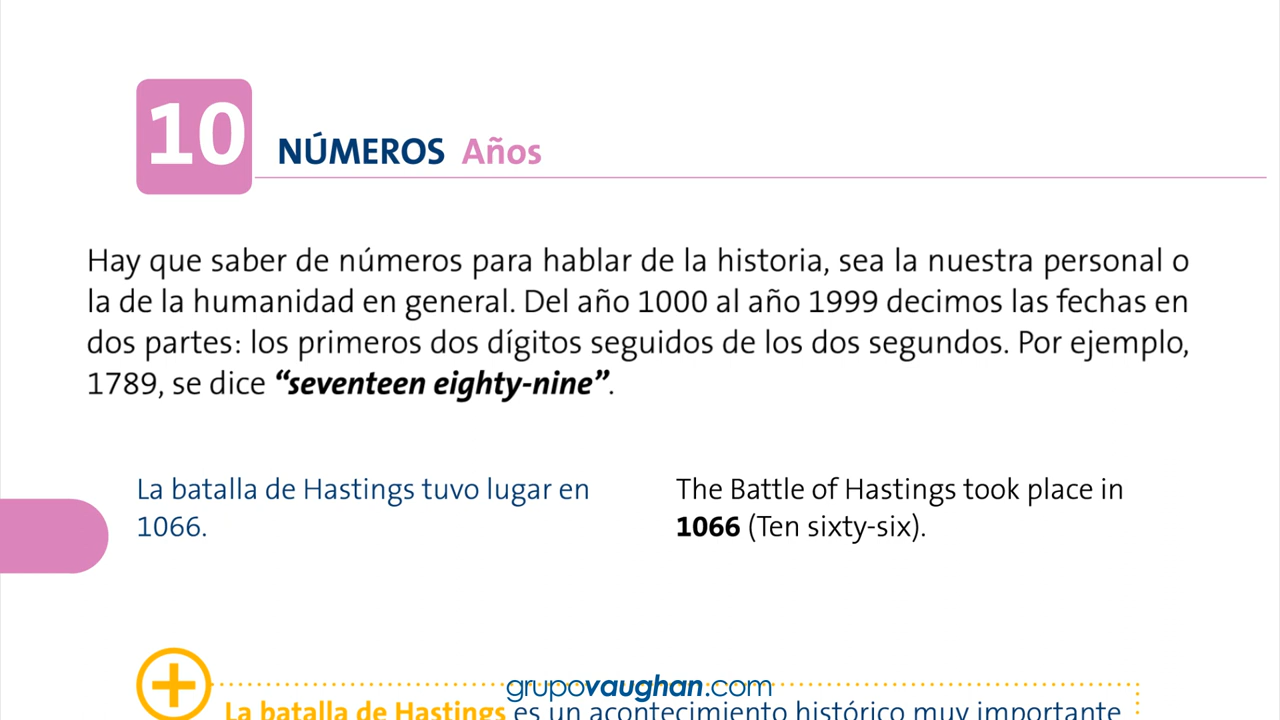 10
NÚMEROS Años
Hay que saber de números para hablar de la historia, sea la nuestra personal o
la de la humanidad en general. Del año 1000 al año 1999 decimos las fechas en
dos partes: los primeros dos dígitos seguidos de los dos segundos. Por ejemplo,
1789, se dice “seventeen eighty-nine”.
La batalla de Hastings tuvo lugar en
1066.
The Battle of Hastings took place in
1066 (Ten sixty-six).
grupovaughan.com
La batalla de Hastings es un acontecimiento histórico muy importante